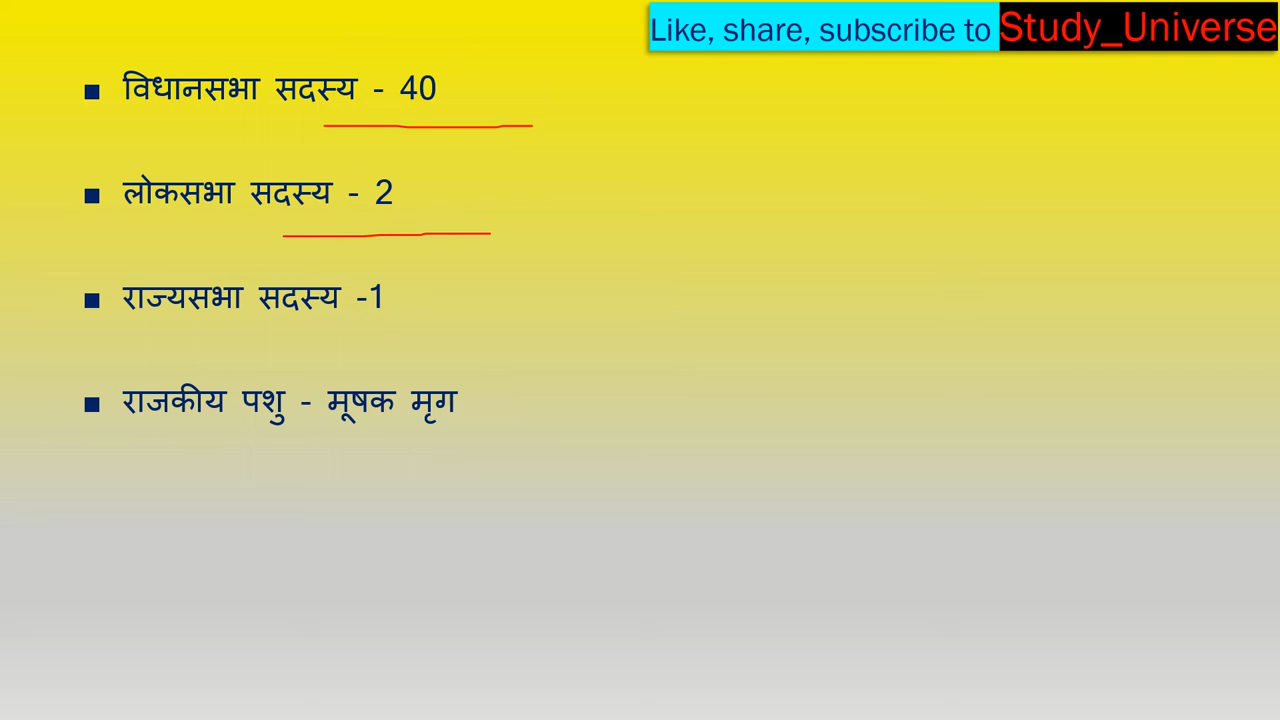 Like, share, subscribe to Study_Universe
▪ विधानसभा सदस्य - 40
▪ लोकसभा सदस्य - 2
▪ राज्यसभा सदस्य -1
▪ राजकीय पशु - मूषक मृग